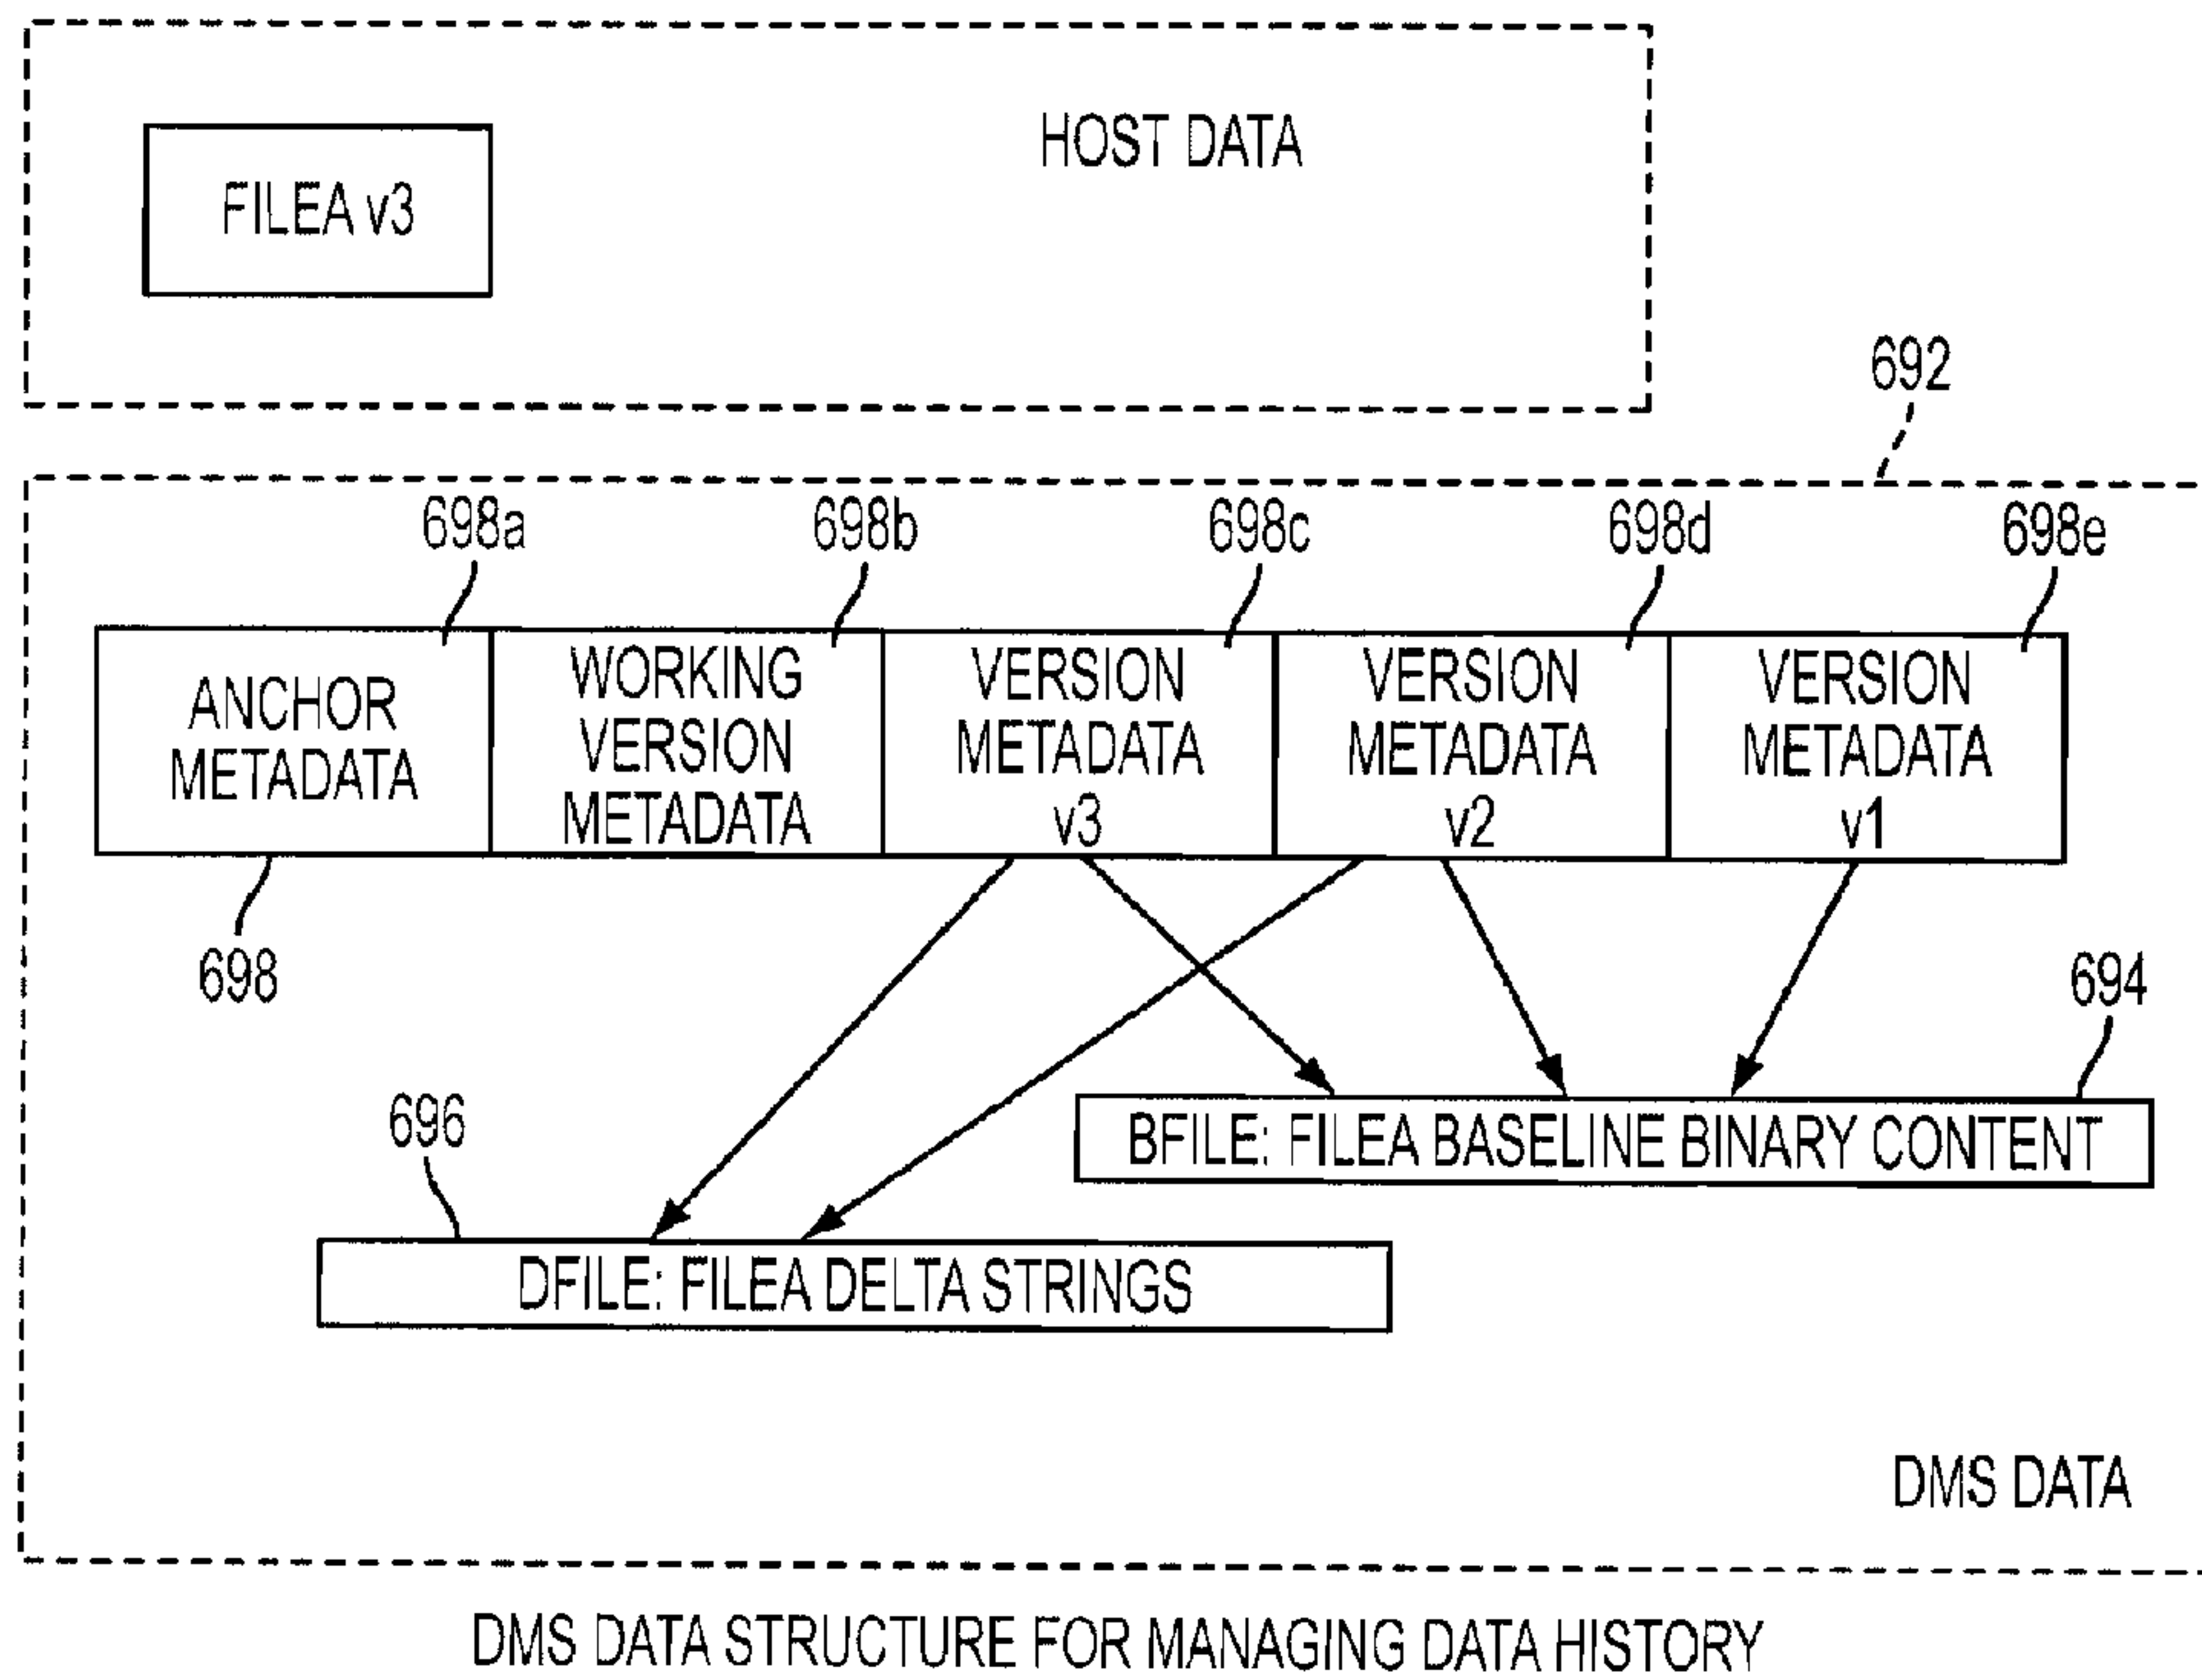 HOST DATA
FILEA v3
692
698a
698b
698c
698d
698e
ANCHOR
METADATA
WORKING
VERSION
METADATA
VERSION
METADATA
v3
VERSION
METADATA
v2
VERSION
METADATA
v1
698
694
696
BFILE: FILEA BASELINE BINARY CONTENT
DFILE: FILEA DELTA STRINGS
DMS DATA
DMS DATA STRUCTURE FOR MANAGING DATA HISTORY